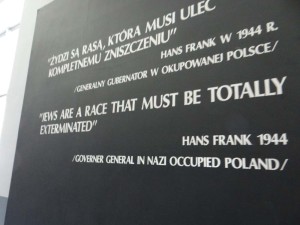 "ŻYDZI SĄ RASĄ, KTÓRA MUSI ULEC
KOMPLETNEMU ZNISZCZENIU"
HANS FRANK W 1944 R.
/GENERALNY GUBERNATOR W OKUPOWANEJ POLSCE/
"JEWS ARE A RACE THAT MUST BE TOTALLY
EXTERMINATED"
HANS FRANK 1944
/GOVERNER GENERAL IN NAZI OCCUPIED POLAND/